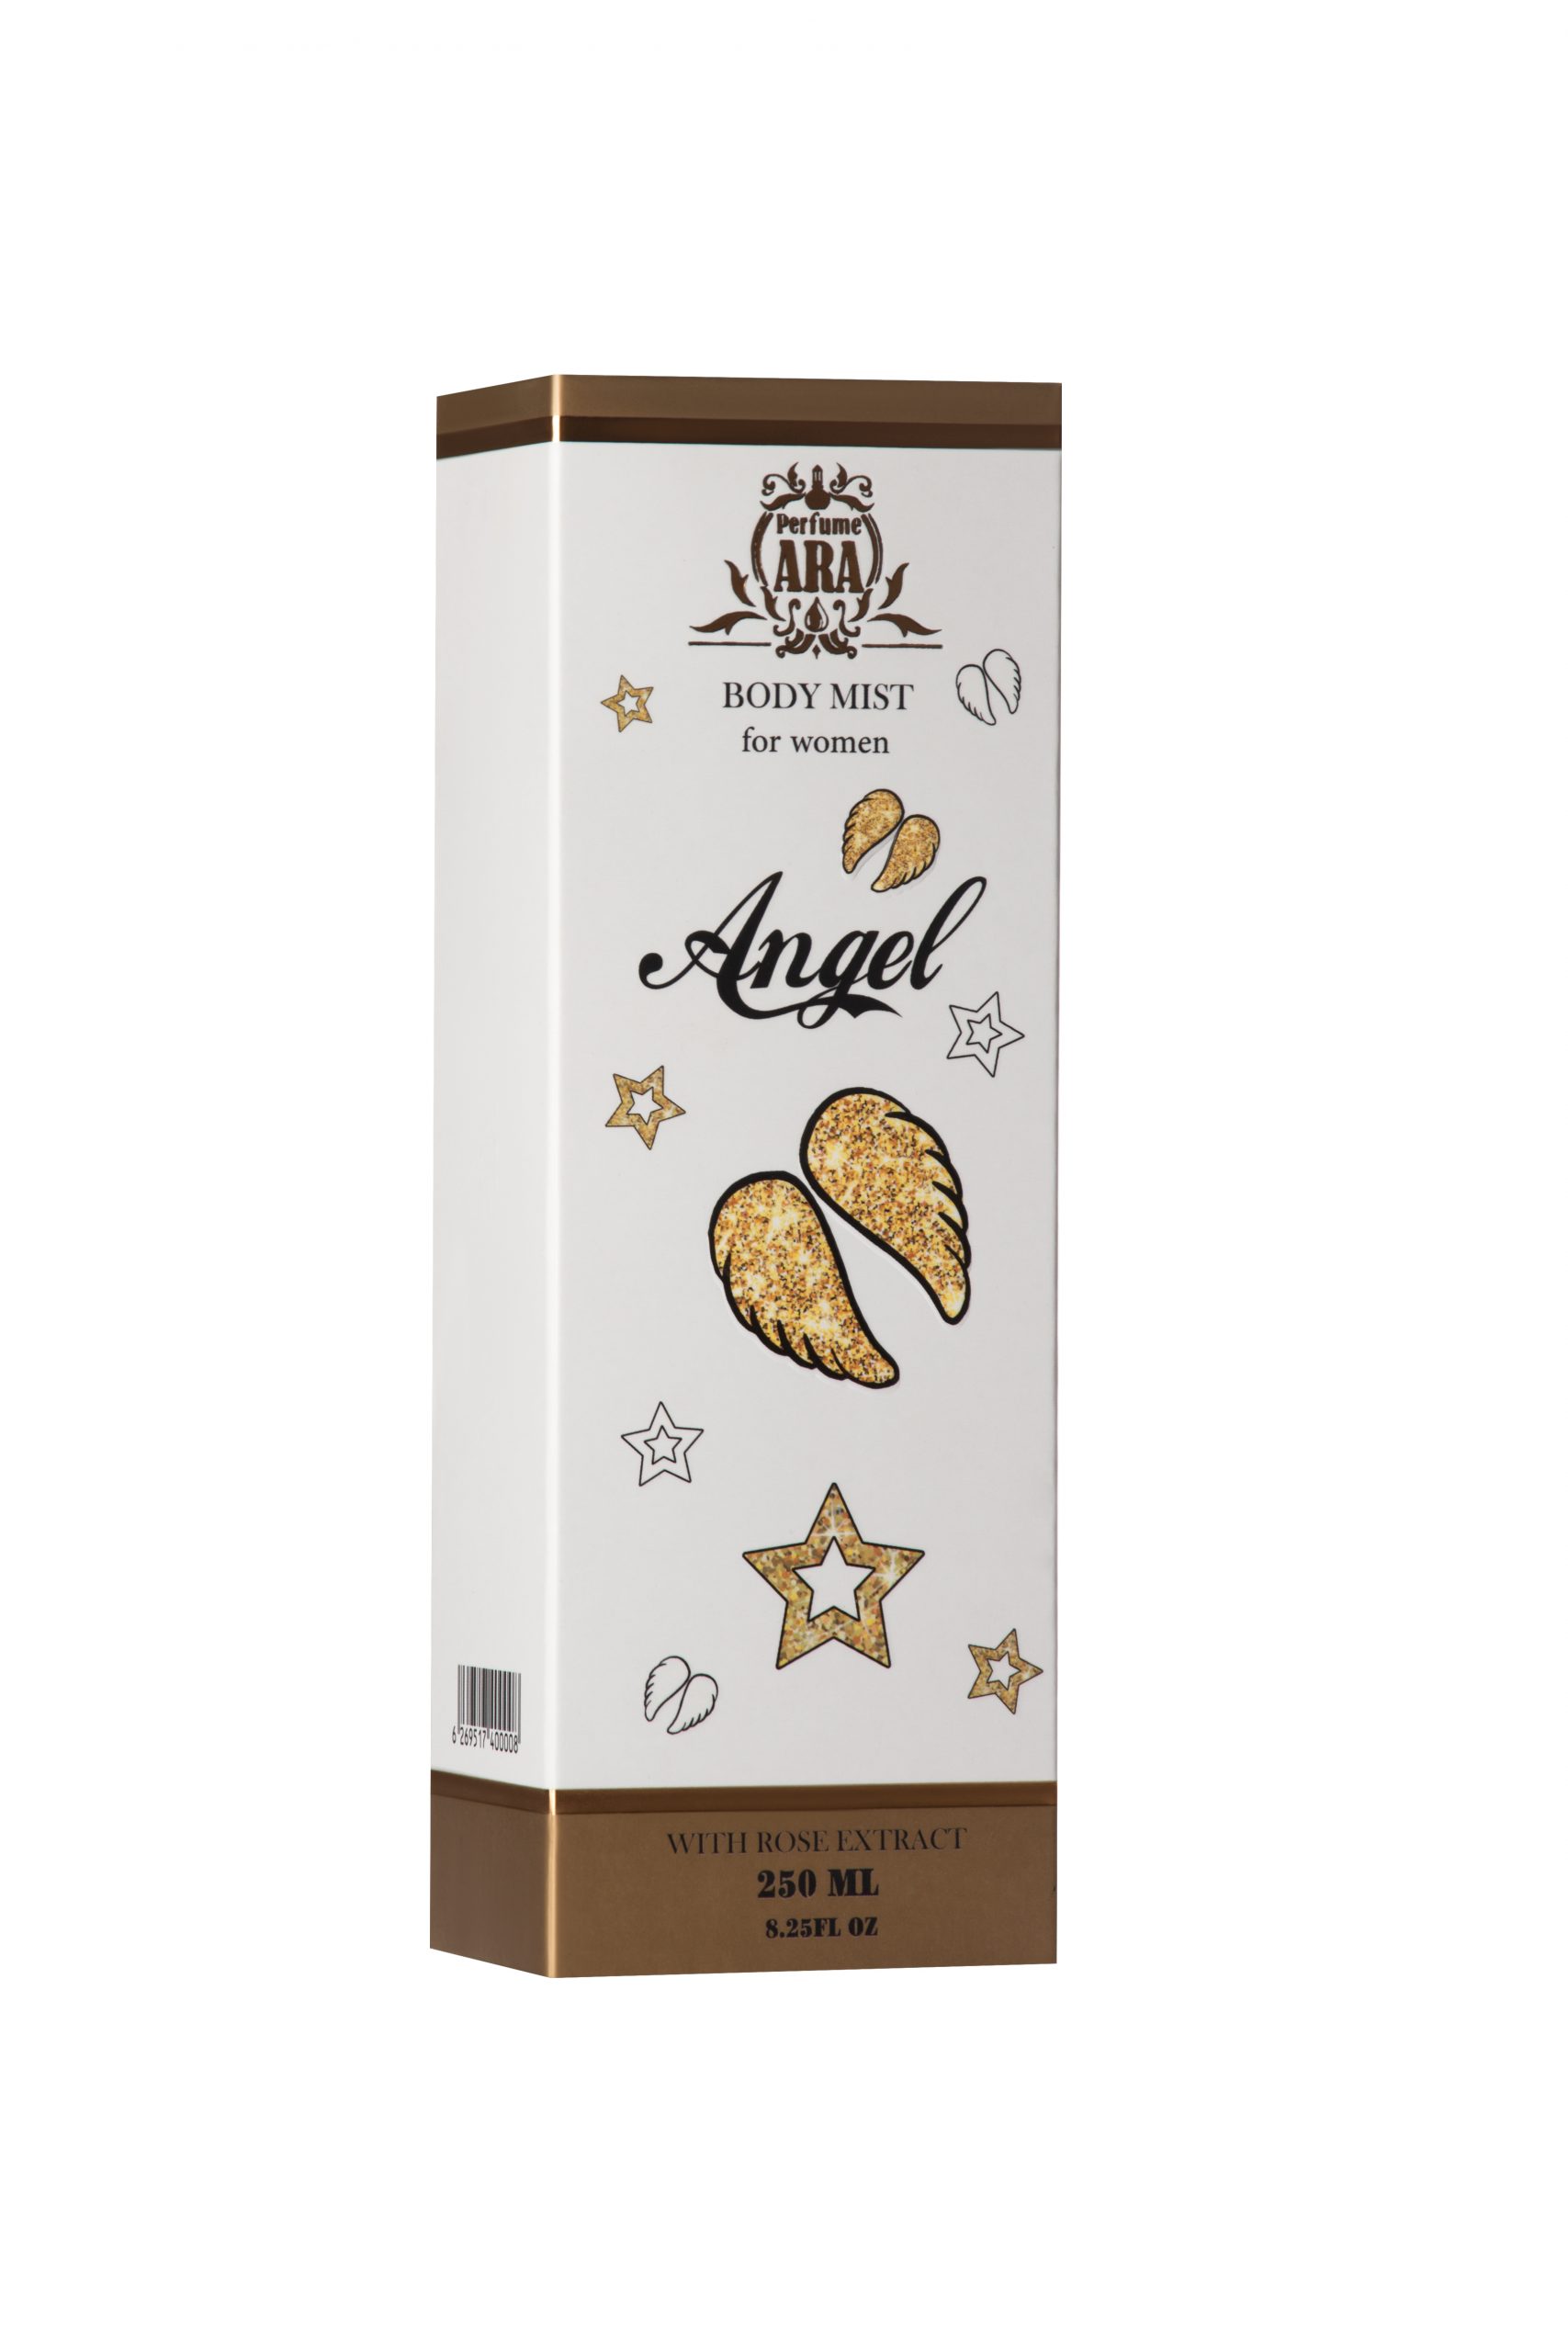 Perfume
ARA
BODY MIST
for women
Angel
6 269517 400008
WITH ROSE EXTRACT
250 ML
8.25FL OZ